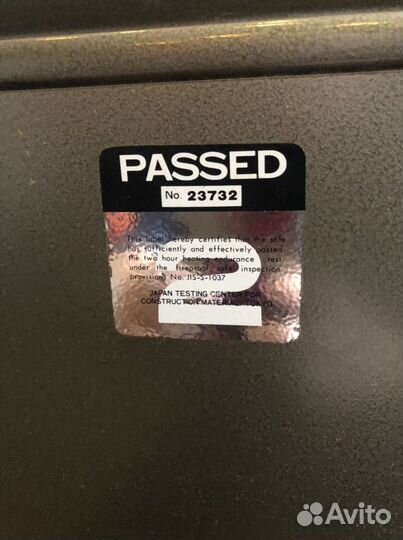 PASSED
No. 23732
This label hereby certifies that the safe
has sufficiently and effectively passed
the two hour heating endurance test
under the fireproof safe inspection
provisions No. JIS-S-1037
2
JAPAN TESTING CENTER FOR
CONSTRUCTION MATERIAL, TOKYO
Avito